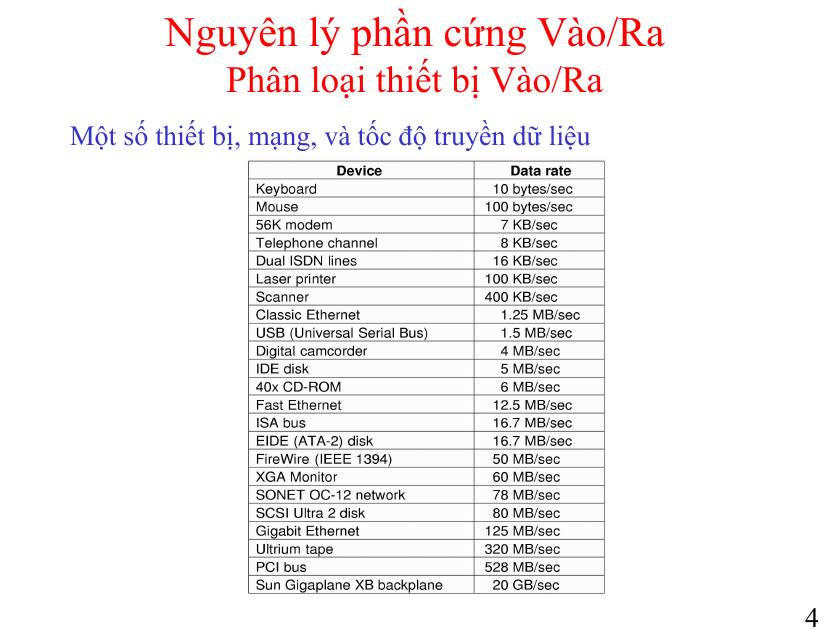 Nguyên lý phần cứng Vào/Ra
Phân loại thiết bị Vào/Ra
Một số thiết bị, mạng, và tốc độ truyền dữ liệu
Device Data rate
Keyboard 10 bytes/sec
Mouse 100 bytes/sec
56K modem 7 KB/sec
Telephone channel 8 KB/sec
Dual ISDN lines 16 KB/sec
Laser printer 100 KB/sec
Scanner 400 KB/sec
Classic Ethernet 1.25 MB/sec
USB (Universal Serial Bus) 1.5 MB/sec
Digital camcorder 4 MB/sec
IDE disk 5 MB/sec
40x CD-ROM 6 MB/sec
Fast Ethernet 12.5 MB/sec
ISA bus 16.7 MB/sec
EIDE (ATA-2) disk 16.7 MB/sec
FireWire (IEEE 1394) 50 MB/sec
XGA Monitor 60 MB/sec
SONET OC-12 network 78 MB/sec
SCSI Ultra 2 disk 80 MB/sec
Gigabit Ethernet 125 MB/sec
Ultrium tape 320 MB/sec
PCI bus 528 MB/sec
Sun Gigaplane XB backplane 20 GB/sec
4